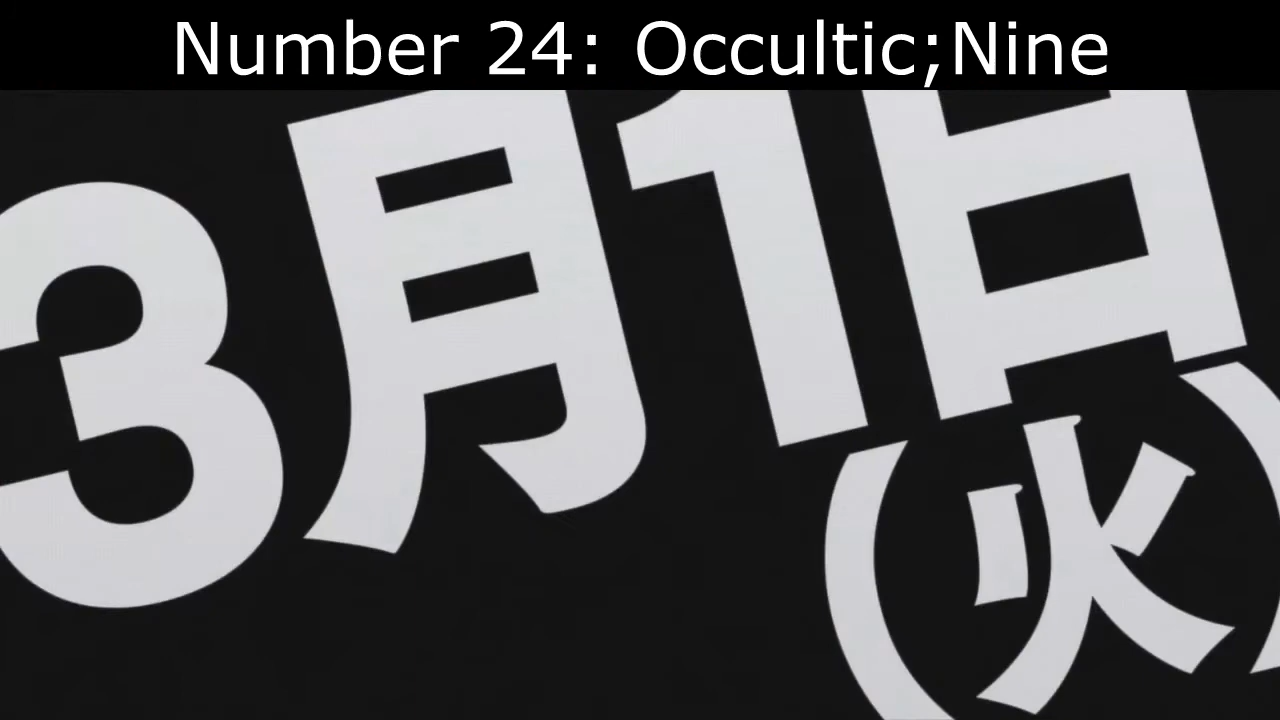 Number 24: Occultic;Nine
3月1日
(火)